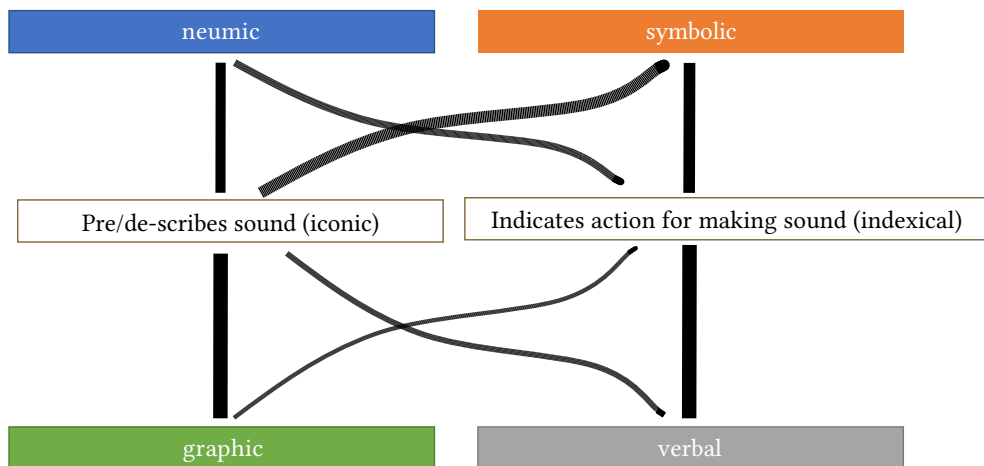 neumic
symbolic
Pre/de-scribes sound (iconic)
Indicates action for making sound (indexical)
graphic
verbal